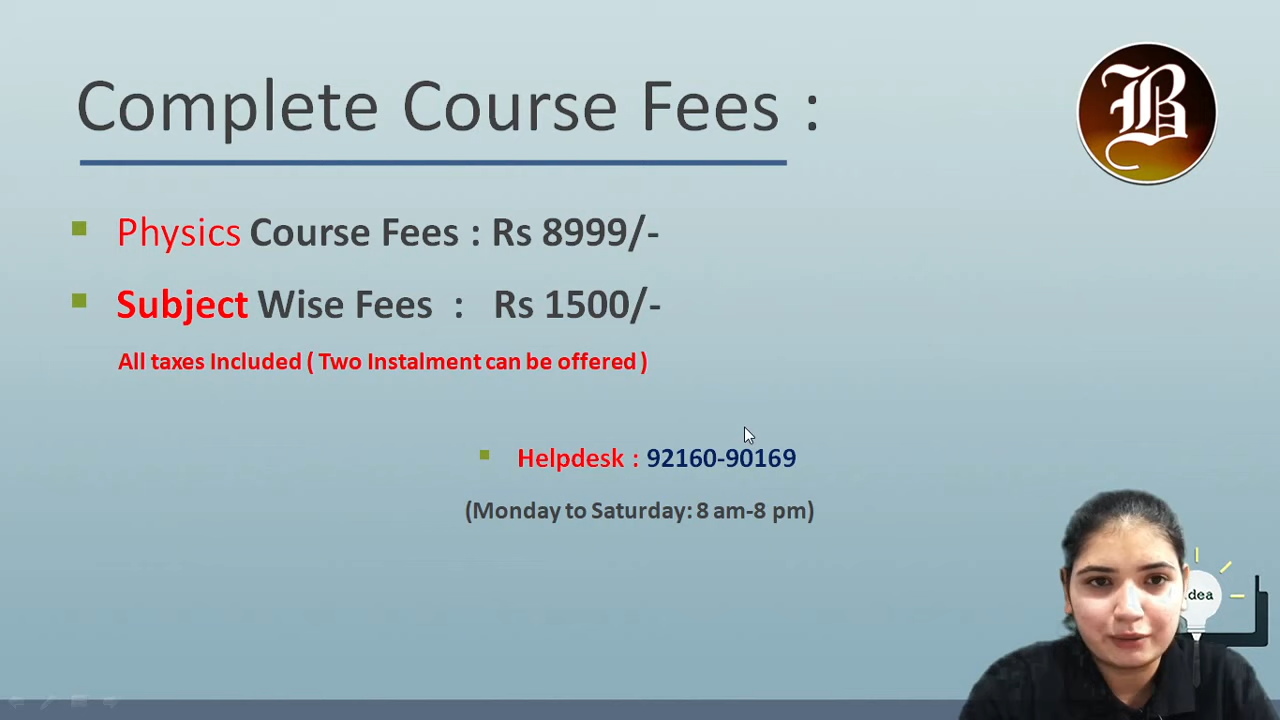 Complete Course Fees :
B
Physics Course Fees : Rs 8999/-
Subject Wise Fees : Rs 1500/-
All taxes Included ( Two Instalment can be offered )
Helpdesk : 92160-90169
(Monday to Saturday: 8 am-8 pm)
dea